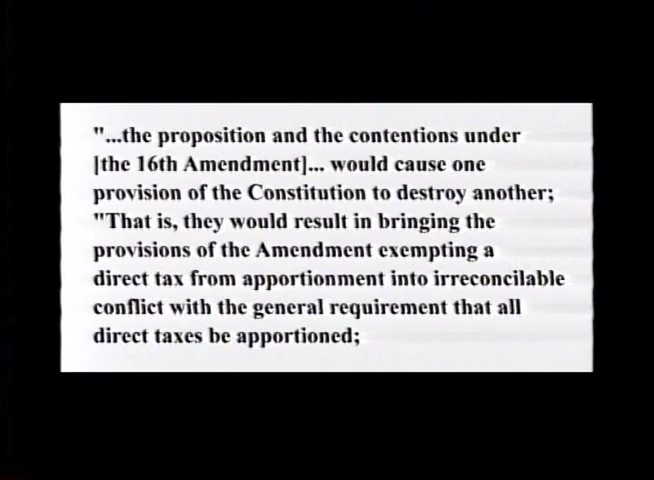 "...the proposition and the contentions under
[the 16th Amendment]... would cause one
provision of the Constitution to destroy another;
"That is, they would result in bringing the
provisions of the Amendment exempting a
direct tax from apportionment into irreconcilable
conflict with the general requirement that all
direct taxes be apportioned;